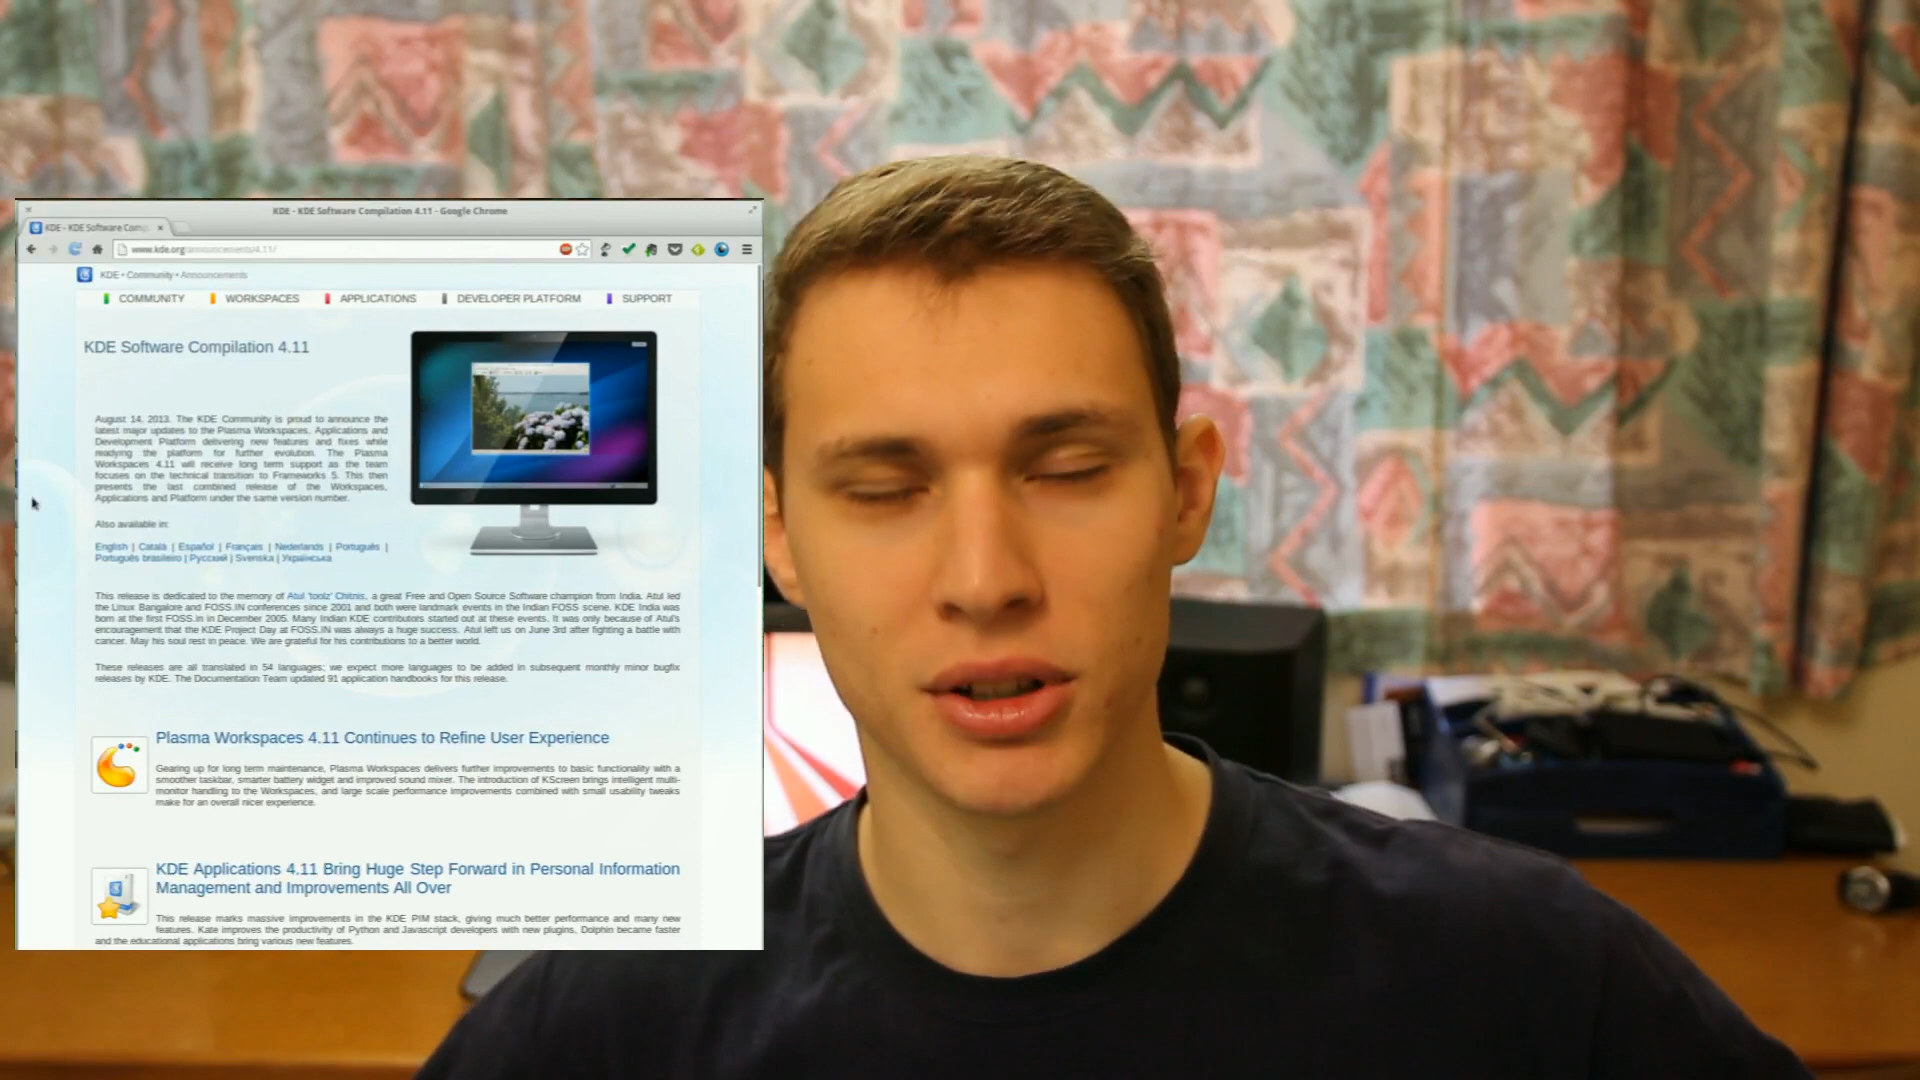 KDE - KDE Software Compilation 4.11 - Google Chrome
KDE - KDE Software Comp
www.kde.org/announcements/4.11/
KDE • Community • Announcements
COMMUNITY WORKSPACES APPLICATIONS DEVELOPER PLATFORM SUPPORT
KDE Software Compilation 4.11
August 14, 2013. The KDE Community is proud to announce the
latest major updates to the Plasma Workspaces, Applications and
Development Platform delivering new features and fixes while
readying the platform for further evolution. The Plasma
Workspaces 4.11 will receive long term support as the team
focuses on the technical transition to Frameworks 5. This then
presents the last combined release of the Workspaces,
Applications and Platform under the same version number.
Also available in:
English | Català | Español | Français | Nederlands | Português |
Português brasileiro | Русский | Svenska | Українська
This release is dedicated to the memory of Atul 'toolz' Chitnis, a great Free and Open Source Software champion from India. Atul led
the Linux Bangalore and FOSS.IN conferences since 2001 and both were landmark events in the Indian FOSS scene. KDE India was
born at the first FOSS.in in December 2005. Many Indian KDE contributors started out at these events. It was only because of Atul's
encouragement that the KDE Project Day at FOSS.IN was always a huge success. Atul left us on June 3rd after fighting a battle with
cancer. May his soul rest in peace. We are grateful for his contributions to a better world.
These releases are all translated in 54 languages; we expect more languages to be added in subsequent monthly minor bugfix
releases by KDE. The Documentation Team updated 91 application handbooks for this release.
Plasma Workspaces 4.11 Continues to Refine User Experience
Gearing up for long term maintenance, Plasma Workspaces delivers further improvements to basic functionality with a
smoother taskbar, smarter battery widget and improved sound mixer. The introduction of KScreen brings intelligent multi-
monitor handling to the Workspaces, and large scale performance improvements combined with small usability tweaks
make for an overall nicer experience.
KDE Applications 4.11 Bring Huge Step Forward in Personal Information
Management and Improvements All Over
This release marks massive improvements in the KDE PIM stack, giving much better performance and many new
features. Kate improves the productivity of Python and Javascript developers with new plugins, Dolphin became faster
and the educational applications bring various new features.